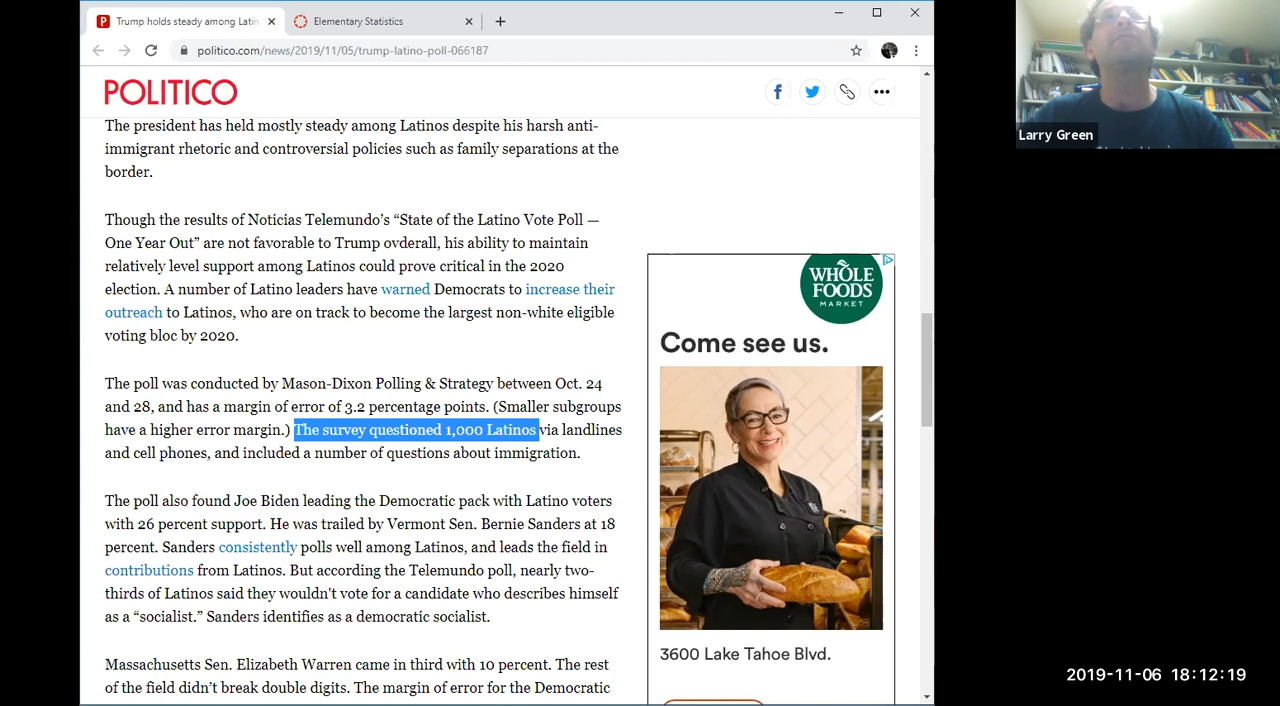 Trump holds steady among Latin
Elementary Statistics
politico.com/news/2019/11/05/trump-latino-poll-066187
POLITICO
The president has held mostly steady among Latinos despite his harsh anti-
immigrant rhetoric and controversial policies such as family separations at the
border.
Though the results of Noticias Telemundo's “State of the Latino Vote Poll —
One Year Out” are not favorable to Trump ovderall, his ability to maintain
relatively level support among Latinos could prove critical in the 2020
election. A number of Latino leaders have warned Democrats to increase their
outreach to Latinos, who are on track to become the largest non-white eligible
voting bloc by 2020.
The poll was conducted by Mason-Dixon Polling & Strategy between Oct. 24
and 28, and has a margin of error of 3.2 percentage points. (Smaller subgroups
have a higher error margin.) The survey questioned 1,000 Latinos via landlines
and cell phones, and included a number of questions about immigration.
The poll also found Joe Biden leading the Democratic pack with Latino voters
with 26 percent support. He was trailed by Vermont Sen. Bernie Sanders at 18
percent. Sanders consistently polls well among Latinos, and leads the field in
contributions from Latinos. But according the Telemundo poll, nearly two-
thirds of Latinos said they wouldn't vote for a candidate who describes himself
as a “socialist.” Sanders identifies as a democratic socialist.
Massachusetts Sen. Elizabeth Warren came in third with 10 percent. The rest
of the field didn't break double digits. The margin of error for the Democratic
WHOLE
FOODS
MARKET
Come see us.
3600 Lake Tahoe Blvd.
Larry Green
2019-11-06 18:12:19